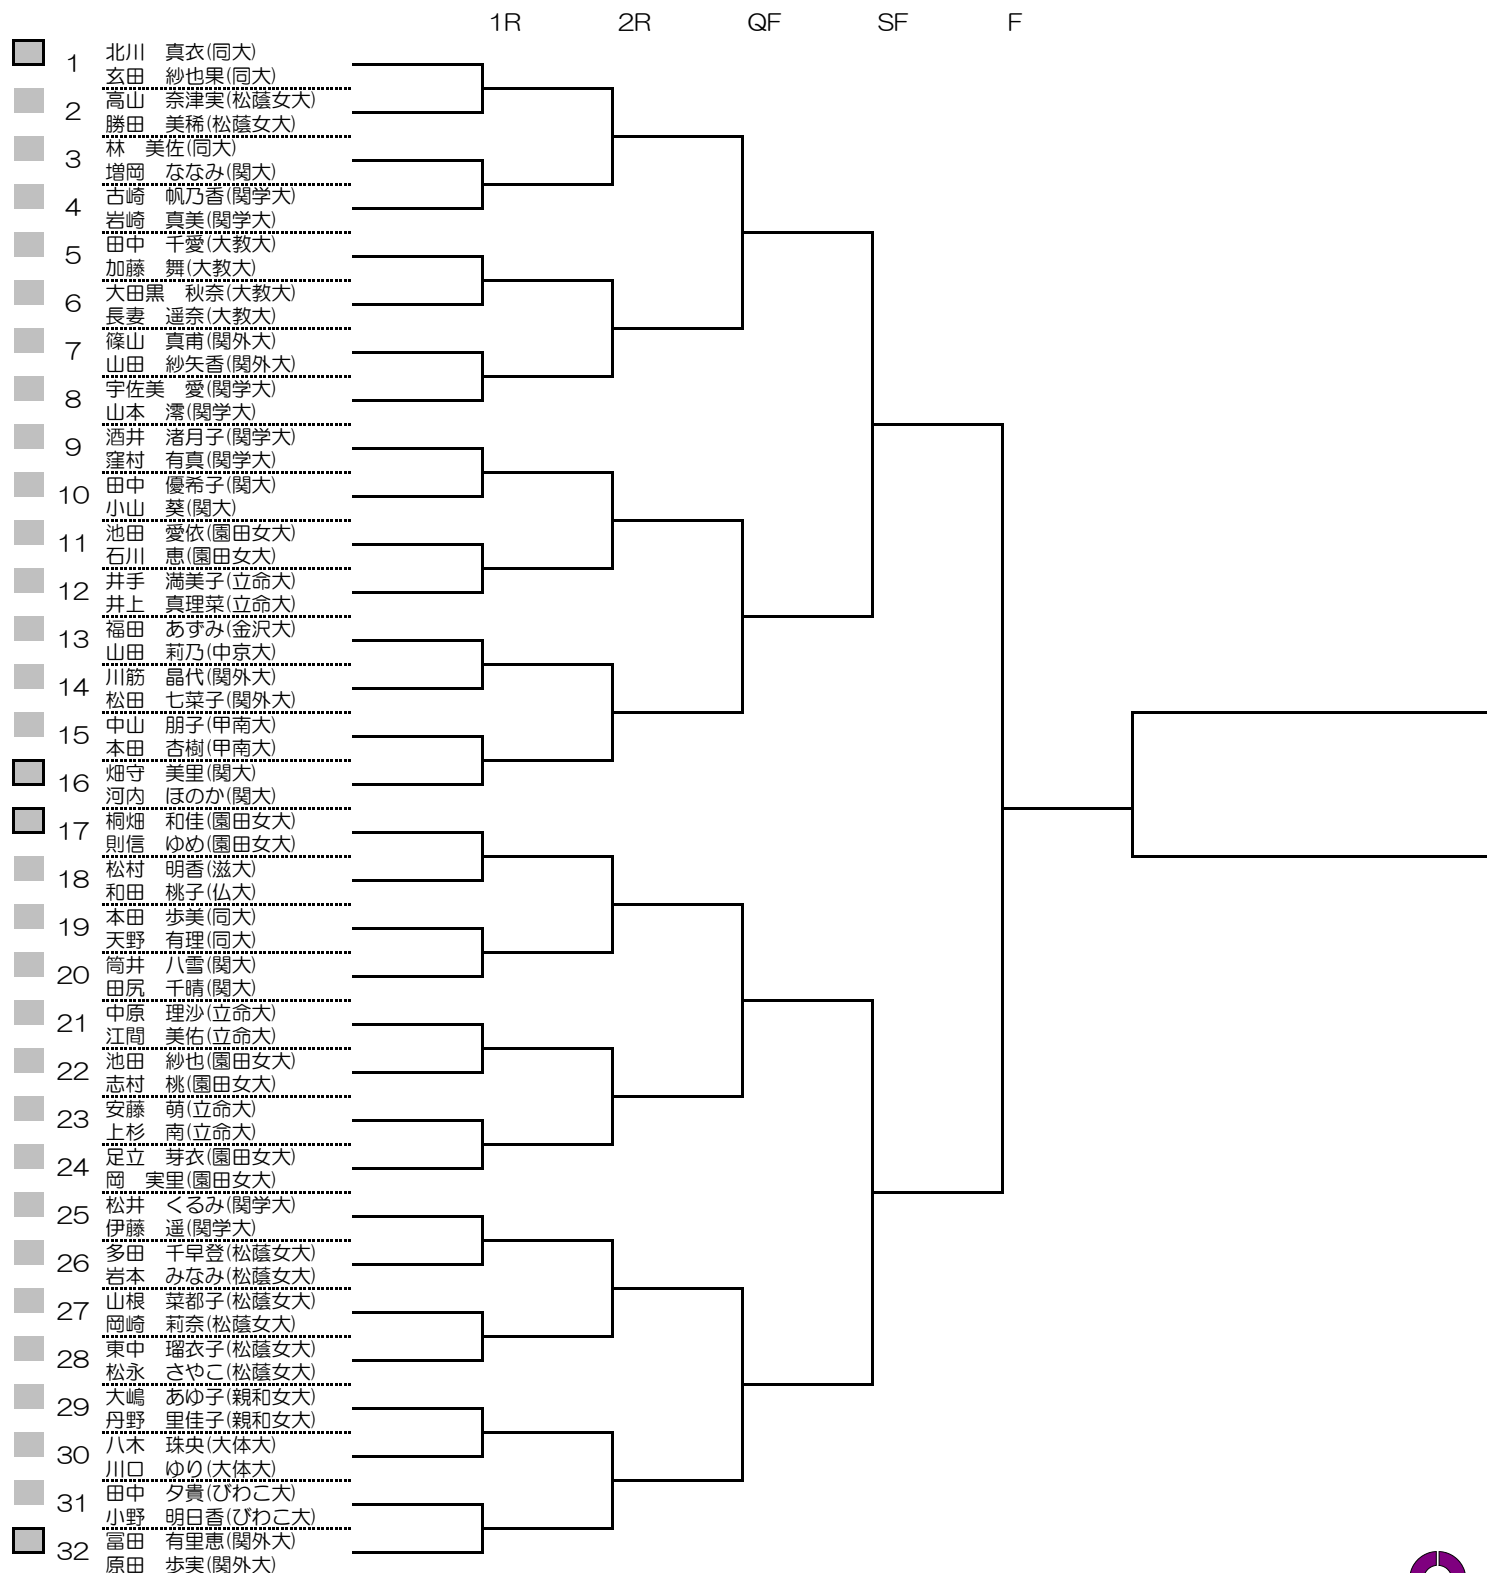 1R 2R QF SF F
1 北川　真衣(同大)
玄田　紗也果(同大)
2 高山　奈津実(松蔭女大)
勝田　美稀(松蔭女大)
3 林　美佐(同大)
増岡　ななみ(関大)
4 古崎　帆乃香(関学大)
岩崎　真美(関学大)
5 田中　千愛(大教大)
加藤　舞(大教大)
6 大田黒　秋奈(大教大)
長妻　遥奈(大教大)
7 篠山　真甫(関外大)
山田　紗矢香(関外大)
8 宇佐美　愛(関学大)
山本　澪(関学大)
9 酒井　渚月子(関学大)
窪村　有真(関学大)
10 田中　優希子(関大)
小山　葵(関大)
11 池田　愛依(園田女大)
石川　恵(園田女大)
12 井手　満美子(立命大)
井上　真理菜(立命大)
13 福田　あずみ(金沢大)
山田　莉乃(中京大)
14 川筋　晶代(関外大)
松田　七菜子(関外大)
15 中山　朋子(甲南大)
本田　杏樹(甲南大)
16 畑守　美里(関大)
河内　ほのか(関大)
17 桐畑　和佳(園田女大)
則信　ゆめ(園田女大)
18 松村　明香(滋大)
和田　桃子(仏大)
19 本田　歩美(同大)
天野　有理(同大)
20 筒井　八雪(関大)
田尻　千晴(関大)
21 中原　理沙(立命大)
江間　美佑(立命大)
22 池田　紗也(園田女大)
志村　桃(園田女大)
23 安藤　萌(立命大)
上杉　南(立命大)
24 足立　芽衣(園田女大)
岡　実里(園田女大)
25 松井　くるみ(関学大)
伊藤　遥(関学大)
26 多田　千早登(松蔭女大)
岩本　みなみ(松蔭女大)
27 山根　菜都子(松蔭女大)
岡崎　莉奈(松蔭女大)
28 東中　瑠衣子(松蔭女大)
松永　さやこ(松蔭女大)
29 大嶋　あゆ子(親和女大)
丹野　里佳子(親和女大)
30 八木　珠央(大体大)
川口　ゆり(大体大)
31 田中　夕貴(びわこ大)
小野　明日香(びわこ大)
32 冨田　有里恵(関外大)
原田　歩実(関外大)